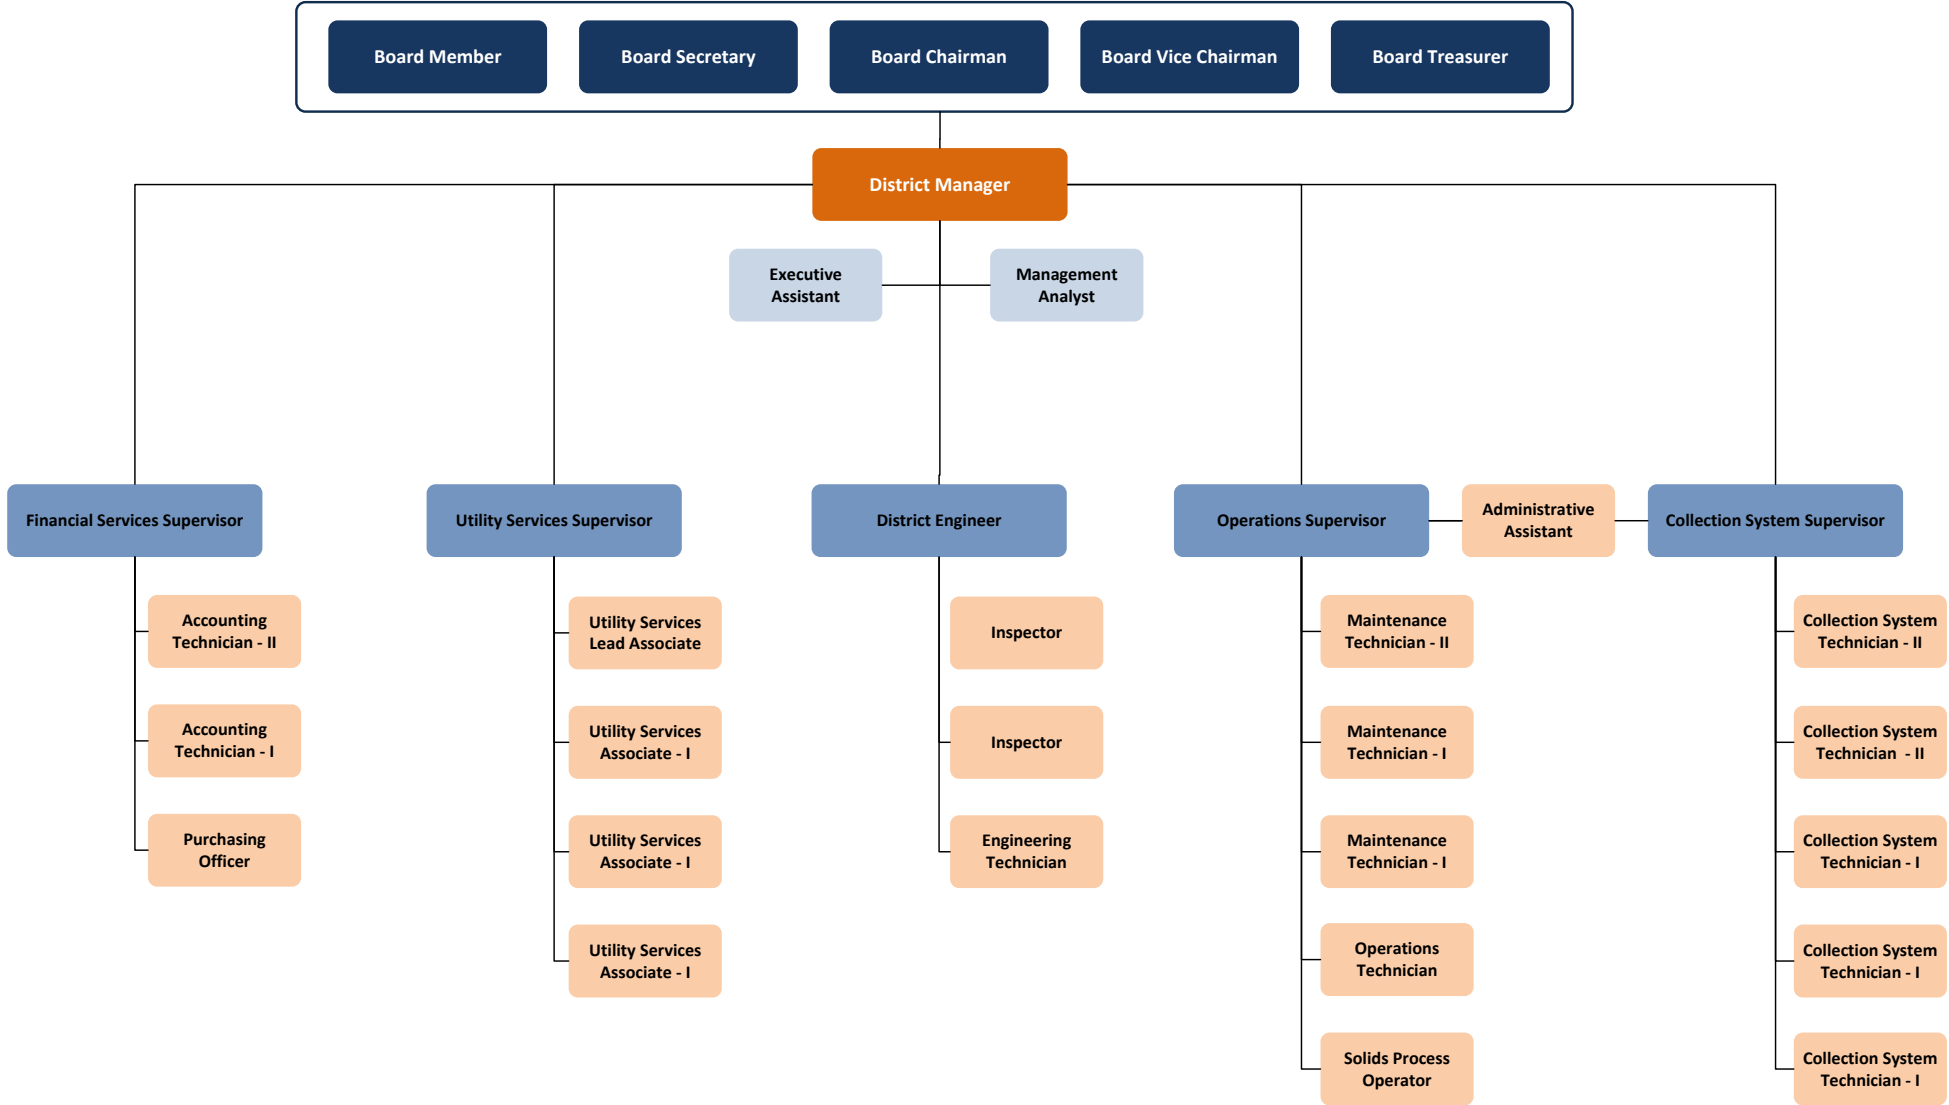 Board Member
Board Secretary
Board Chairman
Board Vice Chairman
Board Treasurer
District Manager
Executive
Assistant
Management
Analyst
Financial Services Supervisor
Utility Services Supervisor
District Engineer
Operations Supervisor
Administrative
Assistant
Collection System Supervisor
Accounting
Technician - II
Accounting
Technician - I
Purchasing
Officer
Utility Services
Lead Associate
Utility Services
Associate - I
Utility Services
Associate - I
Utility Services
Associate - I
Inspector
Inspector
Engineering
Technician
Maintenance
Technician - II
Maintenance
Technician - I
Maintenance
Technician - I
Operations
Technician
Solids Process
Operator
Collection System
Technician - II
Collection System
Technician  - II
Collection System
Technician - I
Collection System
Technician - I
Collection System
Technician - I